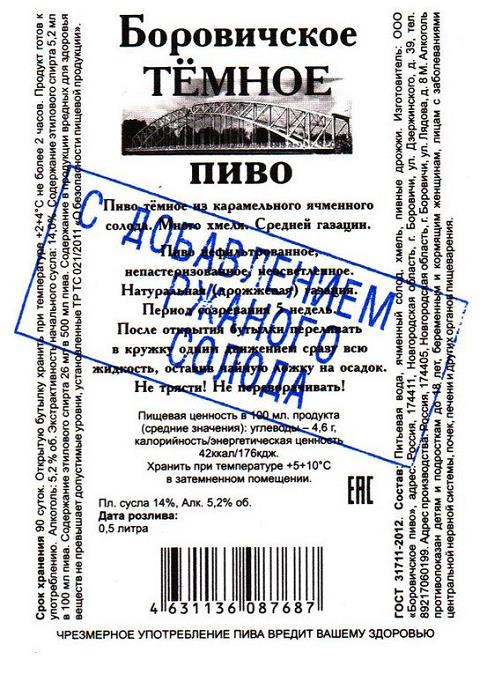 Боровичское
ТЁМНОЕ
ПИВО
Пиво тёмное из карамельного ячменного
солода. Много хмеля. Средней газации.
Пиво нефильтрованное,
непастеризованное, неосветленное.
Натуральная (дрожжевая) газация.
Период созревания 5 недель.
После открытия бутылки переливать
в кружку одним движением сразу всю
жидкость, оставив чайную ложку на осадок.
Не трясти! Не переворачивать!
С ДОБАВЛЕНИЕМ
РЖАНОГО
СОЛОДА
Пищевая ценность в 100 мл. продукта
(средние значения): углеводы – 4,6 г,
калорийность/энергетическая ценность
42ккал/176кдж.
Хранить при температуре +5+10°С
в затемненном помещении.
ЕАС
Пл. сусла 14%, Алк. 5,2% об.
Дата розлива:
0,5 литра
4 631136 087687
ЧРЕЗМЕРНОЕ УПОТРЕБЛЕНИЕ ПИВА ВРЕДИТ ВАШЕМУ ЗДОРОВЬЮ
Срок хранения 90 суток. Открытую бутылку хранить при температуре +2+4°С не более 2 часов. Продукт готов к
употреблению. Алкоголь: 5,2 % об. Экстрактивность начального сусла: 14,0%. Содержание этилового спирта 5,2 мл
в 100 мл пива. Содержание этилового спирта 26 мл в 500 мл пива. Содержание в продукции вредных для здоровья
веществ не превышает допустимые уровни, установленные ТР ТС 021/2011 «О безопасности пищевой продукции».
ГОСТ 31711-2012. Состав: Питьевая вода, ячменный солод, хмель, пивные дрожжи. Изготовитель: ООО
«Боровичское пиво», адрес: Россия, 174411, Новгородская область, г. Боровичи, ул. Дзержинского, д. 39, тел.
89217060199. Адрес производства: Россия, 174405, Новгородская область, г. Боровичи, ул. Лядова, д. 8 М. Алкоголь
противопоказан детям и подросткам до 18 лет, беременным и кормящим женщинам, лицам с заболеваниями
центральной нервной системы, почек, печени и других органов пищеварения.